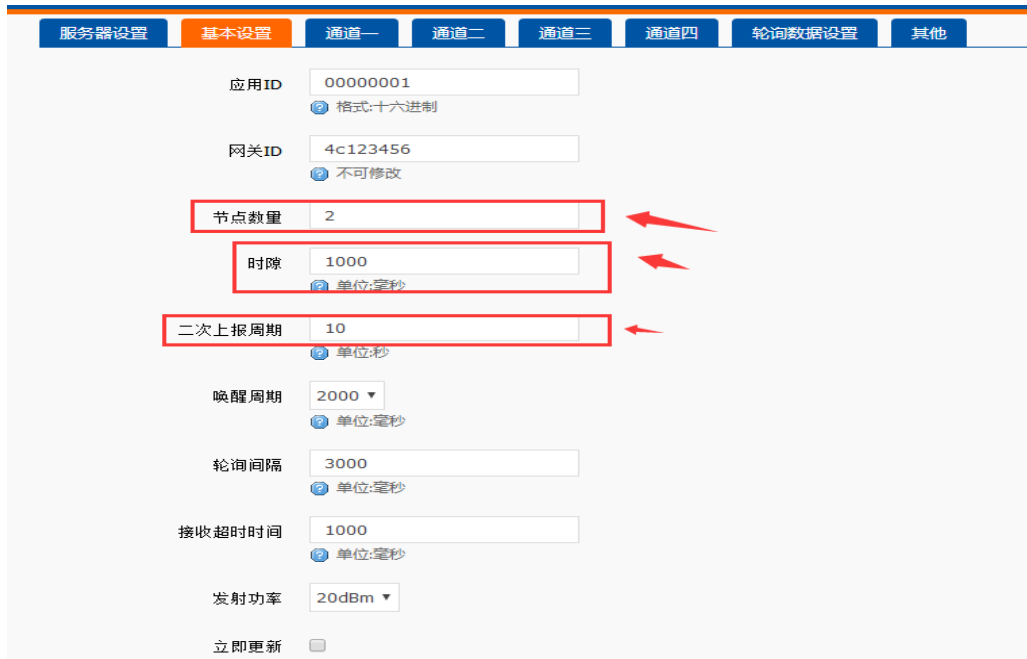 服务器设置 基本设置 通道一 通道二 通道三 通道四 轮询数据设置 其他
应用ID 00000001
格式:十六进制
网关ID 4c123456
不可修改
节点数量 2
时隙 1000
单位:毫秒
二次上报周期 10
单位:秒
唤醒周期 2000
单位:毫秒
轮询间隔 3000
单位:毫秒
接收超时时间 1000
单位:毫秒
发射功率 20dBm
立即更新